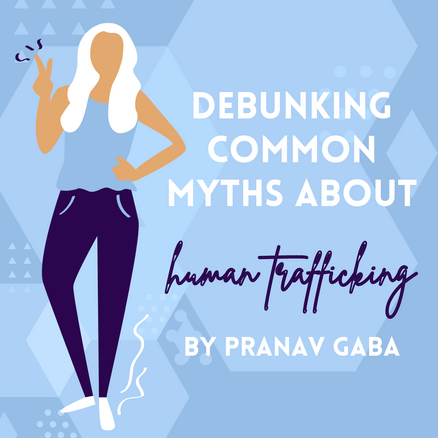 DEBUNKING
COMMON
MYTHS ABOUT
human trafficking
BY PRANAV GABA